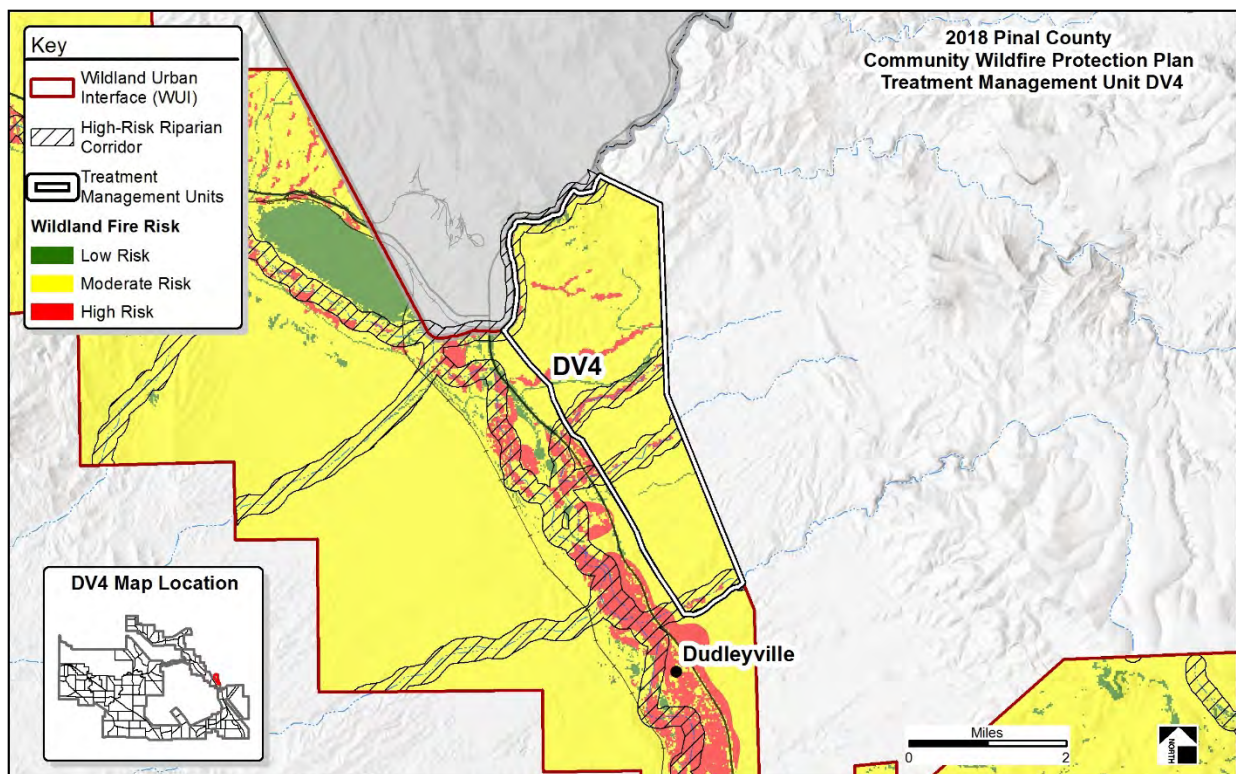 2018 Pinal County
Community Wildfire Protection Plan
Treatment Management Unit DV4
Key
Wildland Urban
Interface (WUI)
High-Risk Riparian
Corridor
Treatment
Management Units
Wildland Fire Risk
Low Risk
Moderate Risk
High Risk
DV4
DV4 Map Location
Dudleyville
Miles
0
2
NORTH